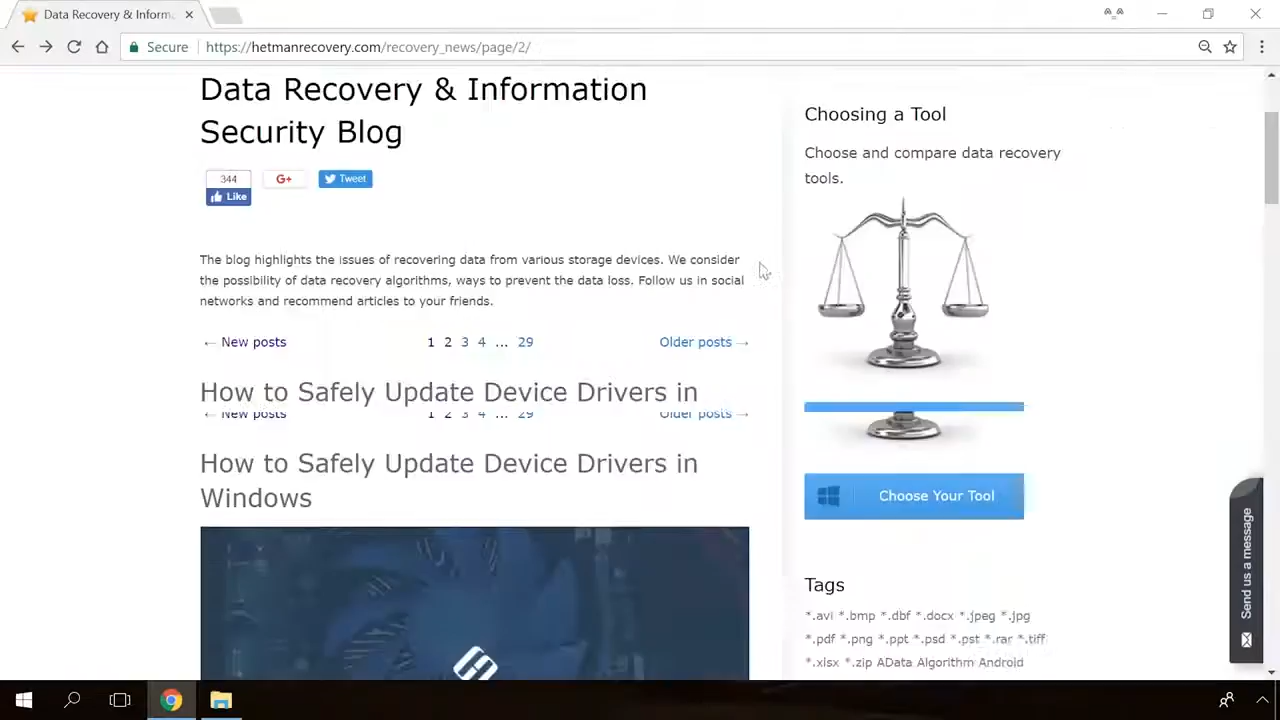 Data Recovery & Inform
Secure
https://hetmanrecovery.com/recovery_news/page/2/
Data Recovery & Information
Security Blog
344
Like
G+
Tweet
The blog highlights the issues of recovering data from various storage devices. We consider
the possibility of data recovery algorithms, ways to prevent the data loss. Follow us in social
networks and recommend articles to your friends.
← New posts 1 2 3 4 ... 29 Older posts →
How to Safely Update Device Drivers in
← New posts 1 2 3 4 ... 29 Older posts →
How to Safely Update Device Drivers in
Windows
Choosing a Tool
Choose and compare data recovery
tools.
Choose Your Tool
Tags
*.avi *.bmp *.dbf *.docx *.jpeg *.jpg
*.pdf *.png *.ppt *.psd *.pst *.rar *.tiff
*.xlsx *.zip AData Algorithm Android
Send us a message